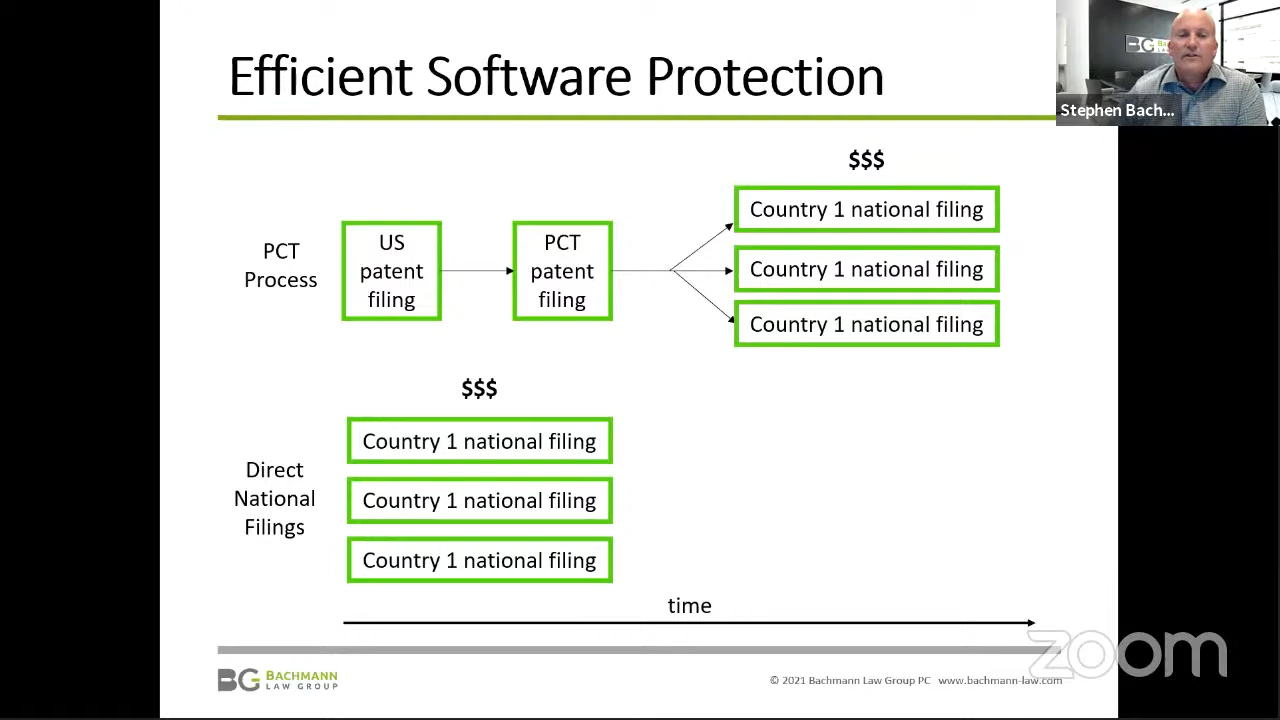 Efficient Software Protection
Stephen Bach...
$$$
PCT
Process
US
patent
filing
PCT
patent
filing
Country 1 national filing
Country 1 national filing
Country 1 national filing
$$$
Direct
National
Filings
Country 1 national filing
Country 1 national filing
Country 1 national filing
time
zoom
BG BACHMANN
LAW GROUP
© 2021 Bachmann Law Group PC www.bachmann-law.com